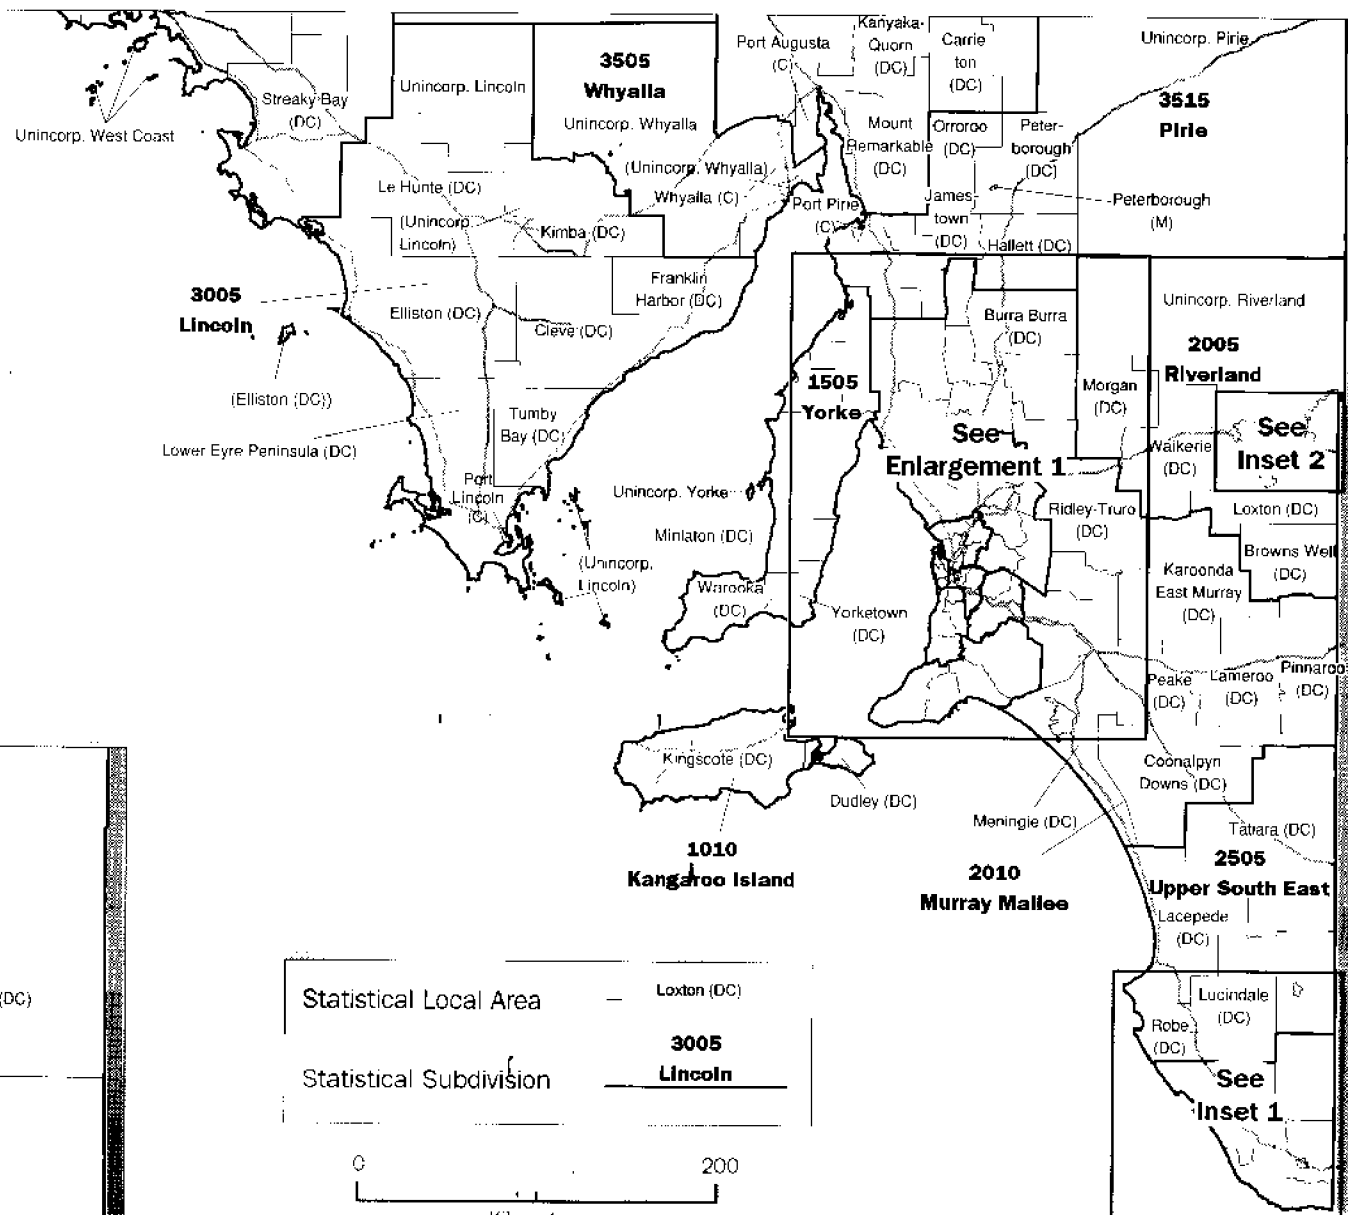 Kanyaka-
Quorn
(DC)
Port Augusta
(C)
Carrie
ton
(DC)
Unincorp. Pirie
3505
Whyalla
Unincorp. Lincoln
Streaky Bay
(DC)
3515
Pirie
Unincorp. West Coast
Unincorp. Whyalla
Mount
Remarkable
(DC)
Orroroo
(DC)
Peter-
borough
(DC)
(Unincorp. Whyalla)
Le Hunte (DC)
Whyalla (C)
Port Pirie
(C)
James-
town
(DC)
Peterborough
(M)
(Unincorp.
Lincoln)
Kimba (DC)
Hallett (DC)
3005
Lincoln
Franklin
Harbor (DC)
Elliston (DC)
Cleve (DC)
Burra Burra
(DC)
Unincorp. Riverland
2005
Riverland
1505
Yorke
Morgan
(DC)
(Elliston (DC))
Tumby
Bay (DC)
Lower Eyre Peninsula (DC)
See
Enlargement 1
Waikerie
(DC)
See
Inset 2
Port
Lincoln
(C)
Unincorp. Yorke
Minlaton (DC)
Ridley-Truro
(DC)
Loxton (DC)
Browns Well
(DC)
(Unincorp.
Lincoln)
Warooka
(DC)
Yorketown
(DC)
Karoonda
East Murray
(DC)
Peake
(DC)
Lameroo
(DC)
Pinnaroo
(DC)
Kingscote (DC)
Dudley (DC)
Coonalpyn
Downs (DC)
Meningie (DC)
Tatiara (DC)
1010
Kangaroo Island
2010
Murray Mallee
2505
Upper South East
Lacepede
(DC)
(DC)
Statistical Local Area
Loxton (DC)
Lucindale
(DC)
Robe
(DC)
3005
Lincoln
Statistical Subdivision
See
Inset 1
0
200